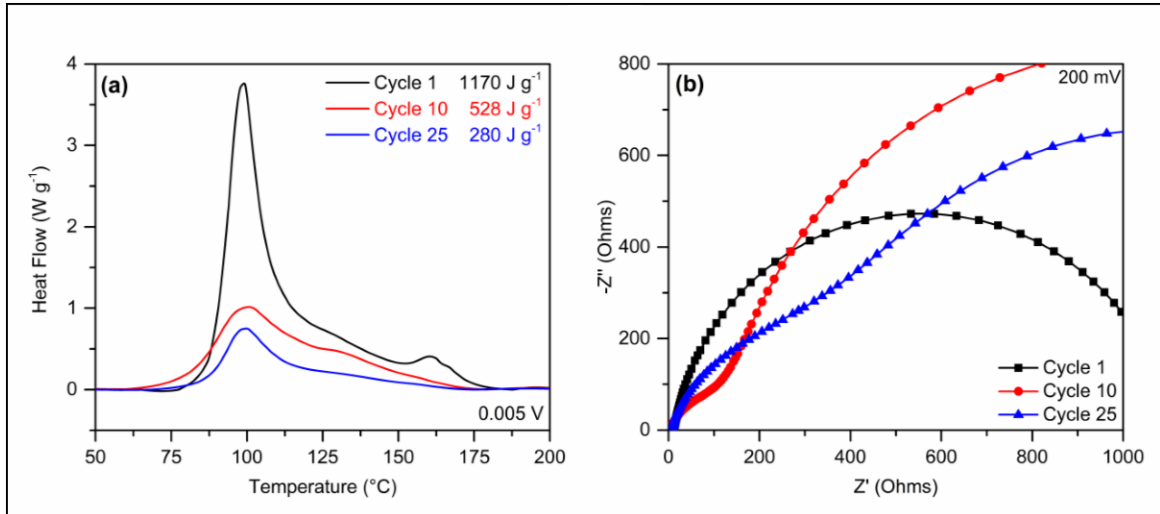 (a)
Cycle 1 1170 J g⁻¹
Cycle 10 528 J g⁻¹
Cycle 25 280 J g⁻¹
4
3
2
1
0
Heat Flow (W g⁻¹)
0.005 V
50 75 100 125 150 175 200
Temperature (°C)
(b)
200 mV
800
600
400
200
0
-Z" (Ohms)
Cycle 1
Cycle 10
Cycle 25
0 200 400 600 800 1000
Z' (Ohms)